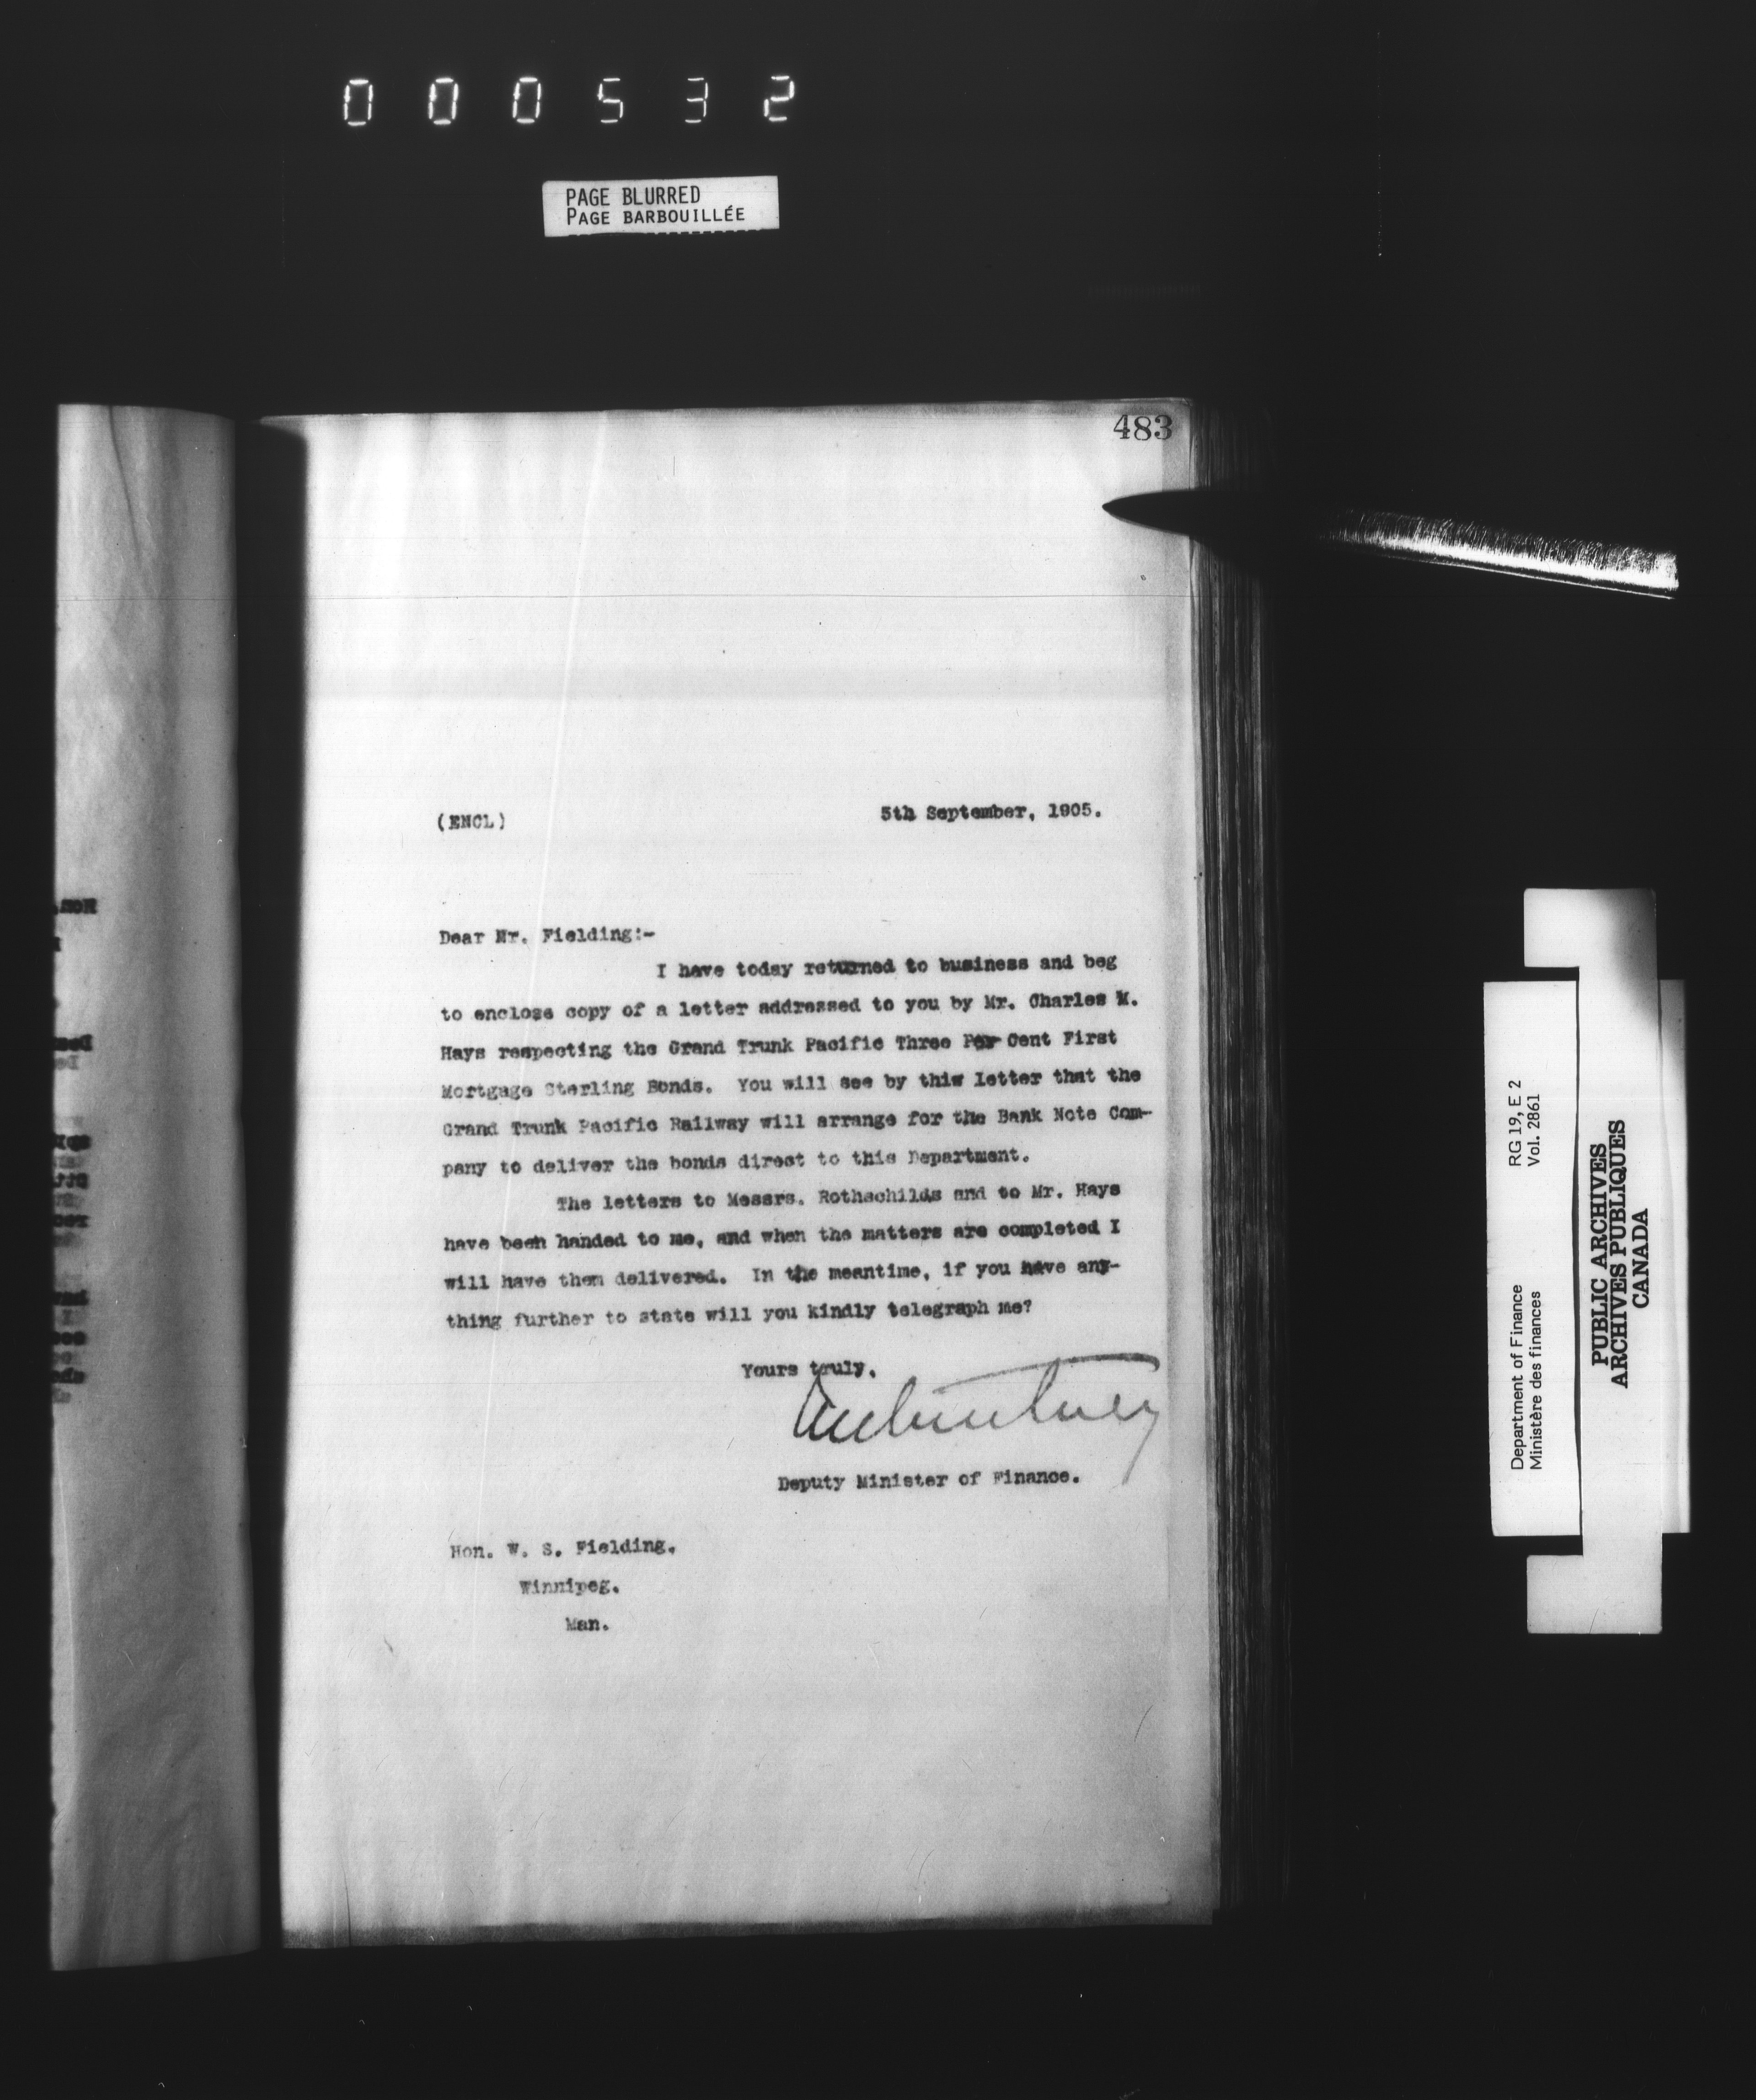 000532
PAGE BLURRED
PAGE BARBOUILLÉE
483
(ENCL)
5th September, 1905.
Dear Mr. Fielding:-
I have today returned to business and beg
to enclose copy of a letter addressed to you by Mr. Charles M.
Hays respecting the Grand Trunk Pacific Three Per Cent First
Mortgage Sterling Bonds. You will see by this letter that the
Grand Trunk Pacific Railway will arrange for the Bank Note Com-
pany to deliver the bonds direct to this Department.
The letters to Messrs. Rothschilds and to Mr. Hays
have been handed to me, and when the matters are completed I
will have them delivered. In the meantime, if you have any-
thing further to state will you kindly telegraph me?
Yours truly,
Deputy Minister of Finance.
Hon. W. S. Fielding,
Winnipeg.
Man.
Department of Finance RG 19, E 2
Ministère des finances Vol. 2861
PUBLIC ARCHIVES
ARCHIVES PUBLIQUES
CANADA